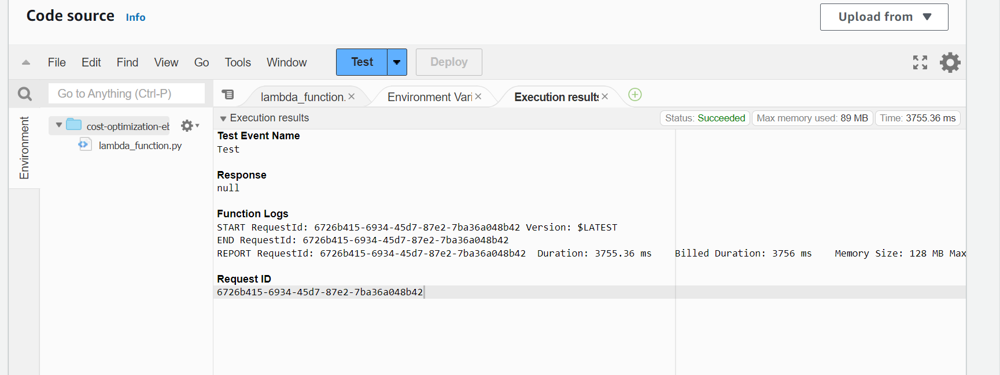 Code source Info
Upload from
File Edit Find View Go Tools Window Test Deploy
Go to Anything (Ctrl-P)
lambda_function. Environment Vari Execution results
Environment
cost-optimization-eb
lambda_function.py
Execution results
Status: Succeeded Max memory used: 89 MB Time: 3755.36 ms
Test Event Name
Test
Response
null
Function Logs
START RequestId: 6726b415-6934-45d7-87e2-7ba36a048b42 Version: $LATEST
END RequestId: 6726b415-6934-45d7-87e2-7ba36a048b42
REPORT RequestId: 6726b415-6934-45d7-87e2-7ba36a048b42 Duration: 3755.36 ms Billed Duration: 3756 ms Memory Size: 128 MB Max
Request ID
6726b415-6934-45d7-87e2-7ba36a048b42